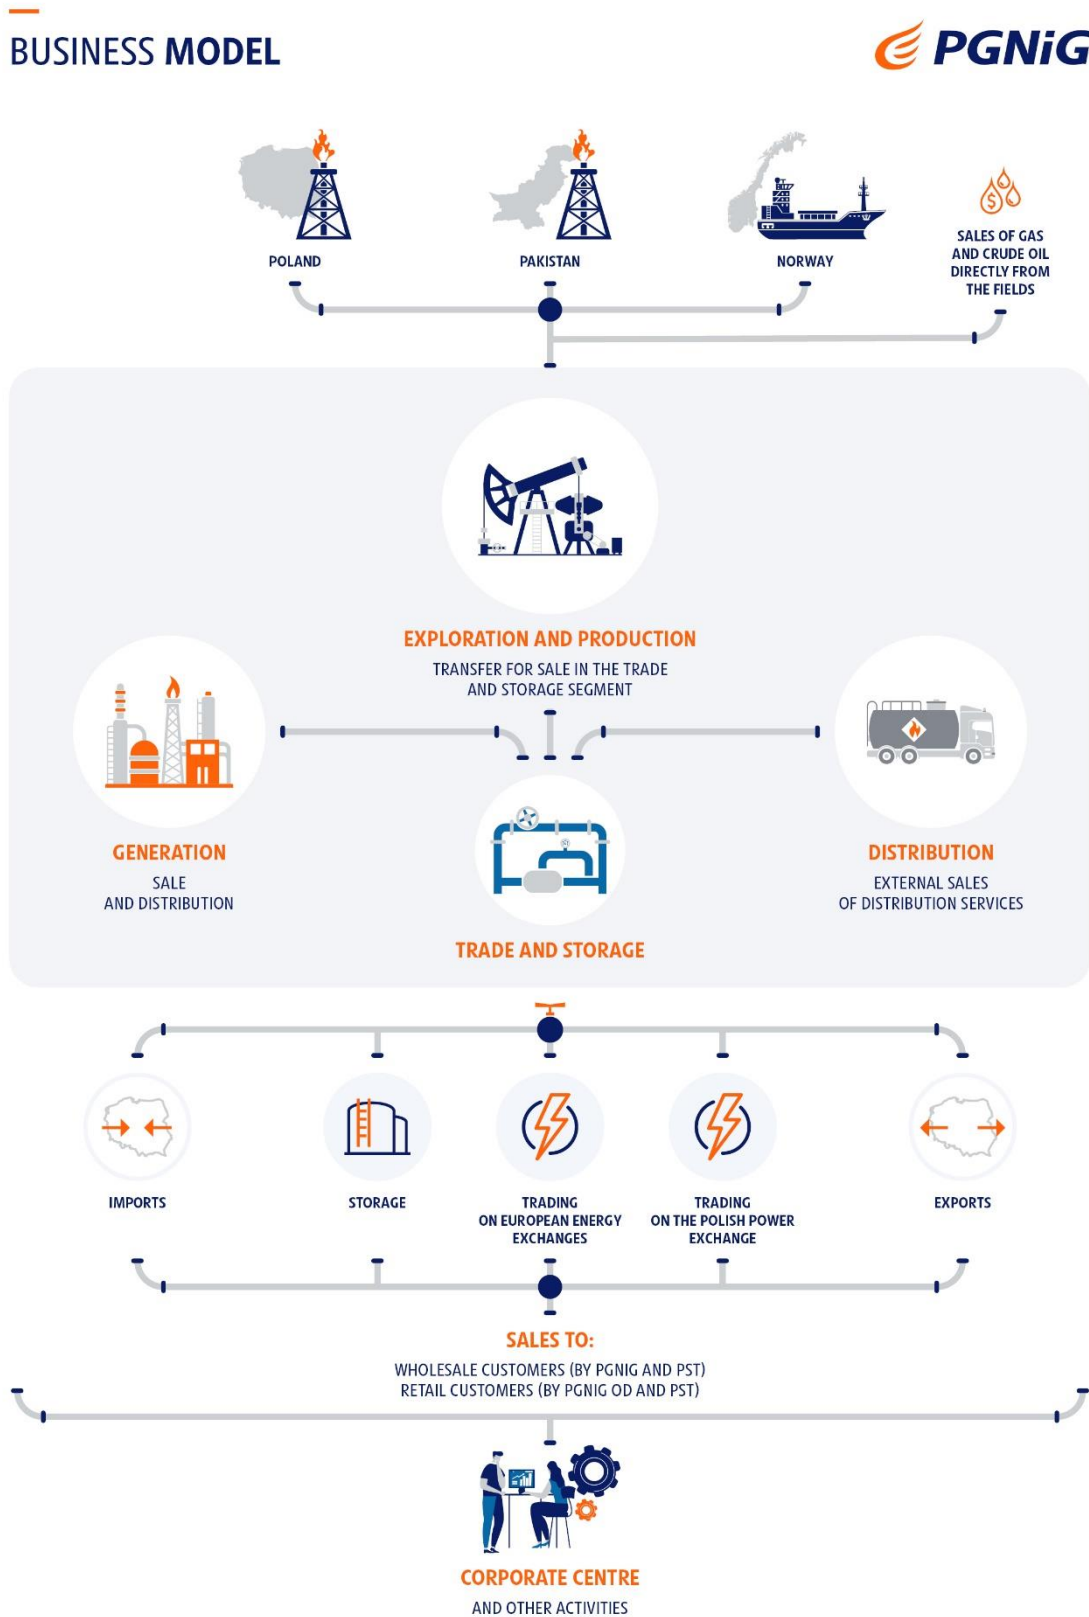 BUSINESS MODEL
PGNiG
POLAND
PAKISTAN
NORWAY
SALES OF GAS
AND CRUDE OIL
DIRECTLY FROM
THE FIELDS
EXPLORATION AND PRODUCTION
TRANSFER FOR SALE IN THE TRADE
AND STORAGE SEGMENT
GENERATION
SALE
AND DISTRIBUTION
DISTRIBUTION
EXTERNAL SALES
OF DISTRIBUTION SERVICES
TRADE AND STORAGE
IMPORTS
STORAGE
TRADING
ON EUROPEAN ENERGY
EXCHANGES
TRADING
ON THE POLISH POWER
EXCHANGE
EXPORTS
SALES TO:
WHOLESALE CUSTOMERS (BY PGNIG AND PST)
RETAIL CUSTOMERS (BY PGNIG OD AND PST)
CORPORATE CENTRE
AND OTHER ACTIVITIES